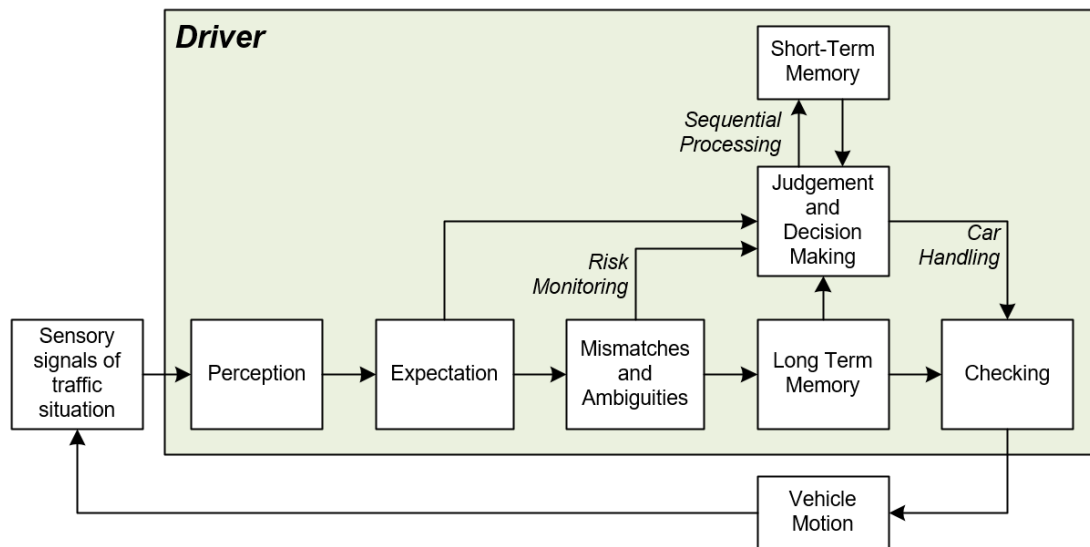 Driver
Short-Term
Memory
Sequential
Processing
Judgement
and
Decision
Making
Car
Handling
Risk
Monitoring
Sensory
signals of
traffic
situation
Perception
Expectation
Mismatches
and
Ambiguities
Long Term
Memory
Checking
Vehicle
Motion